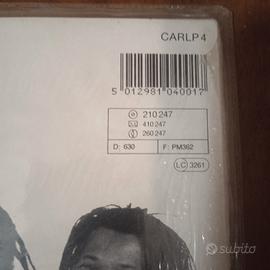 CARLP 4
5 012981 040017
210 247
410 247
260 247
D: 630 F: PM362
LC 3261
subito